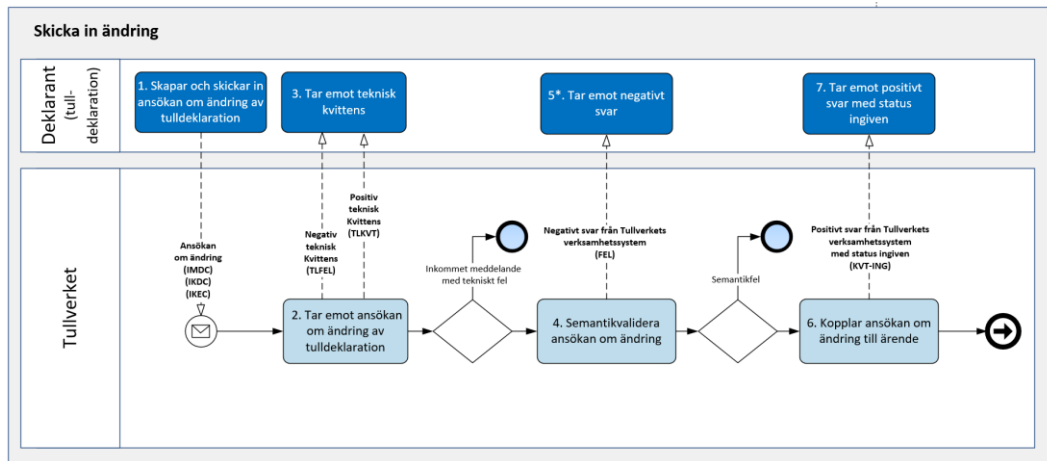 Skicka in ändring
Deklarant
(tull-
deklaration)
1. Skapar och skickar in
ansökan om ändring av
tulldeklaration
3. Tar emot teknisk
kvittens
5*. Tar emot negativt
svar
7. Tar emot positivt
svar med status
ingiven
Tullverket
Ansökan
om ändring
(IMDC)
(IKDC)
(IKEC)
Negativ
teknisk
Kvittens
(TLFEL)
Positiv
teknisk
Kvittens
(TLKVT)
Inkommet meddelande
med tekniskt fel
Negativt svar från Tullverkets
verksamhetssystem
(FEL)
Semantikfel
Positivt svar från Tullverkets
verksamhetssystem
med status ingiven
(KVT-ING)
2. Tar emot ansökan
om ändring av
tulldeklaration
4. Semantikvalidera
ansökan om ändring
6. Kopplar ansökan om
ändring till ärende